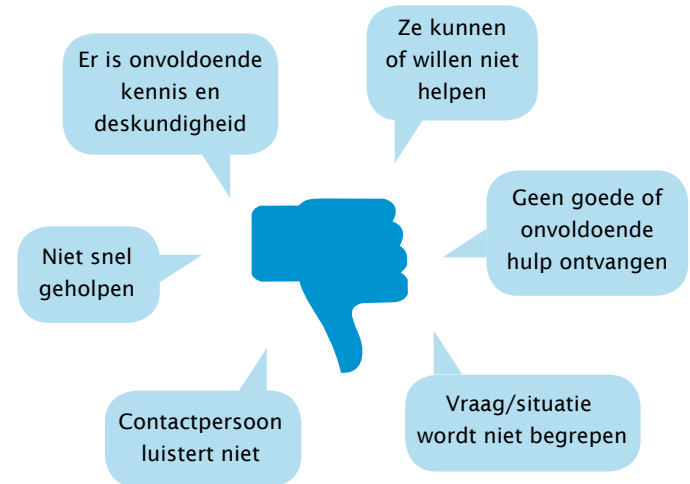 Er is onvoldoende
kennis en
deskundigheid
Ze kunnen
of willen niet
helpen
Niet snel
geholpen
Geen goede of
onvoldoende
hulp ontvangen
Contactpersoon
luistert niet
Vraag/situatie
wordt niet begrepen